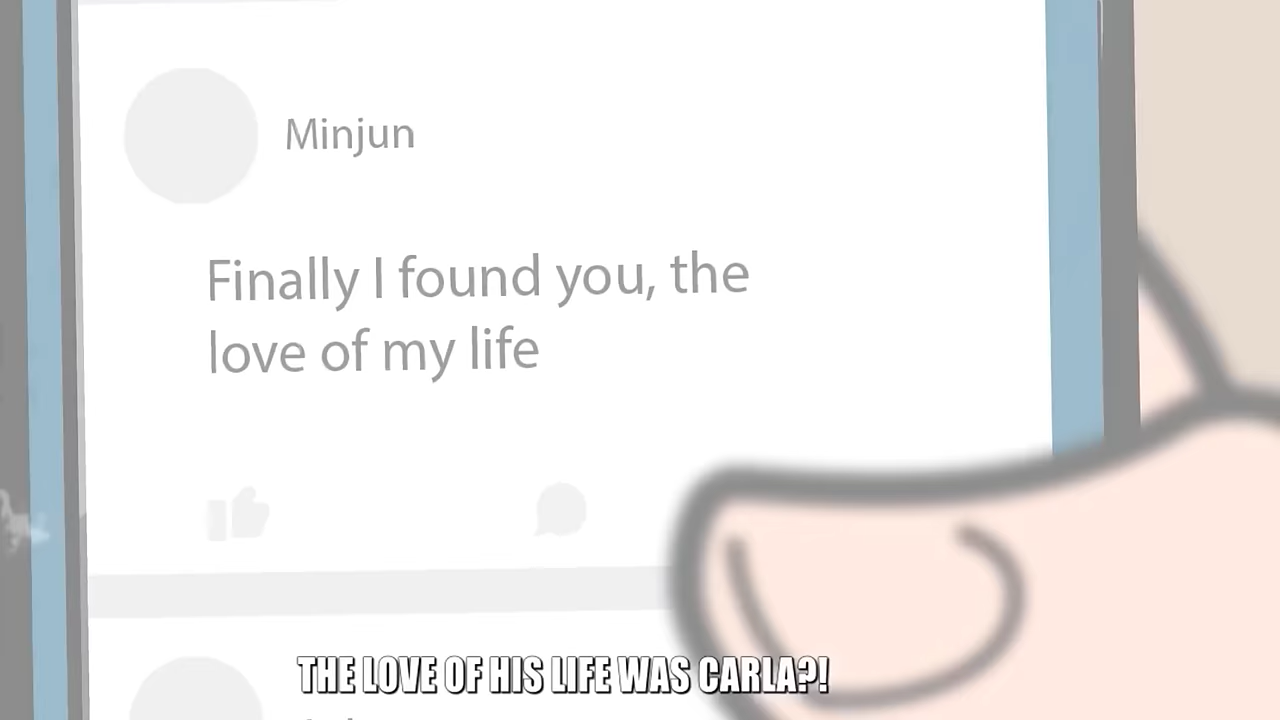 Minjun
Finally I found you, the
love of my life
THE LOVE OF HIS LIFE WAS CARLA?!